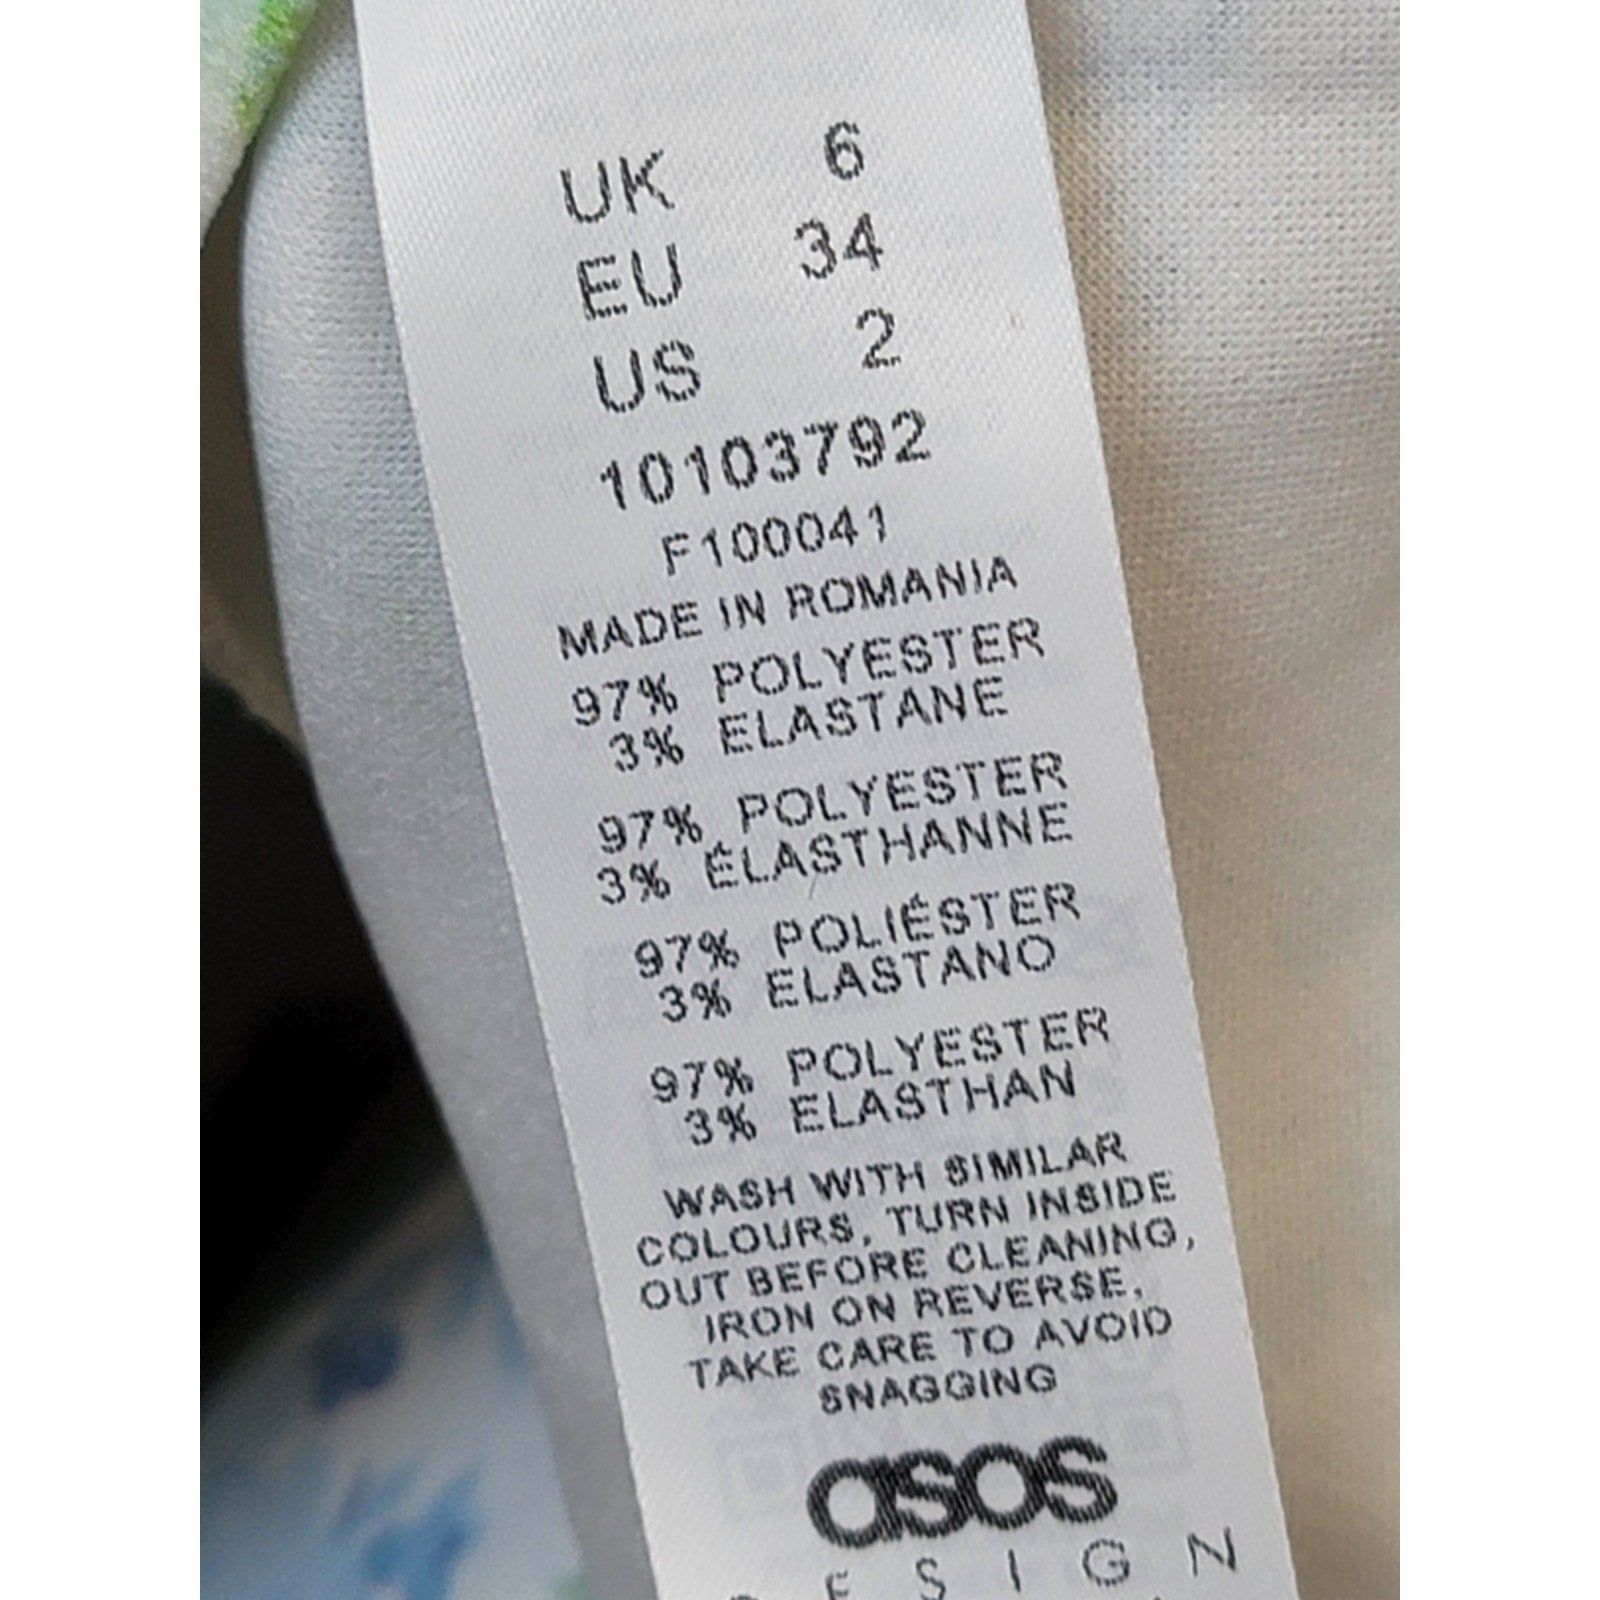 UK 6
EU 34
US 2
10103792
F100041
MADE IN ROMANIA
97% POLYESTER
3% ELASTANE
97% POLYESTER
3% ÉLASTHANNE
97% POLIÉSTER
3% ELASTANO
97% POLYESTER
3% ELASTHAN
WASH WITH SIMILAR
COLOURS, TURN INSIDE
OUT BEFORE CLEANING,
IRON ON REVERSE,
TAKE CARE TO AVOID
SNAGGING
asos
DESIGN